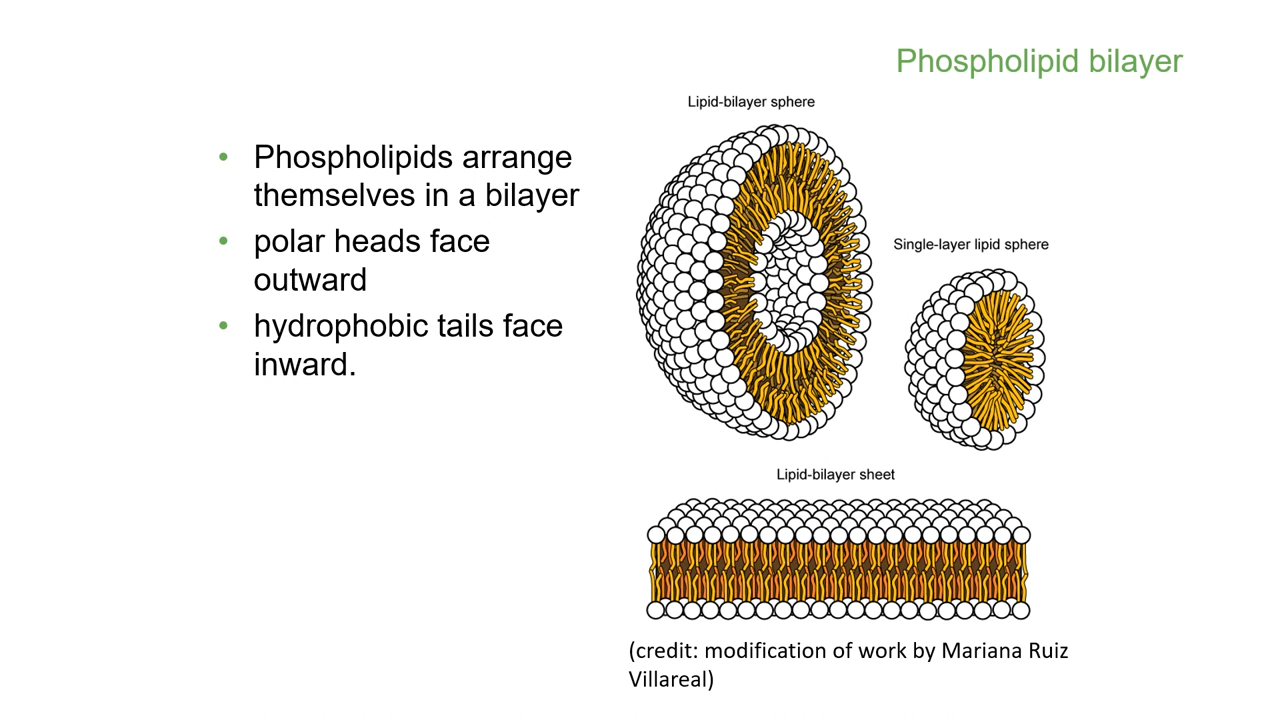 Phospholipid bilayer
• Phospholipids arrange
themselves in a bilayer
• polar heads face
outward
• hydrophobic tails face
inward.
Lipid-bilayer sphere
Single-layer lipid sphere
Lipid-bilayer sheet
(credit: modification of work by Mariana Ruiz
Villareal)